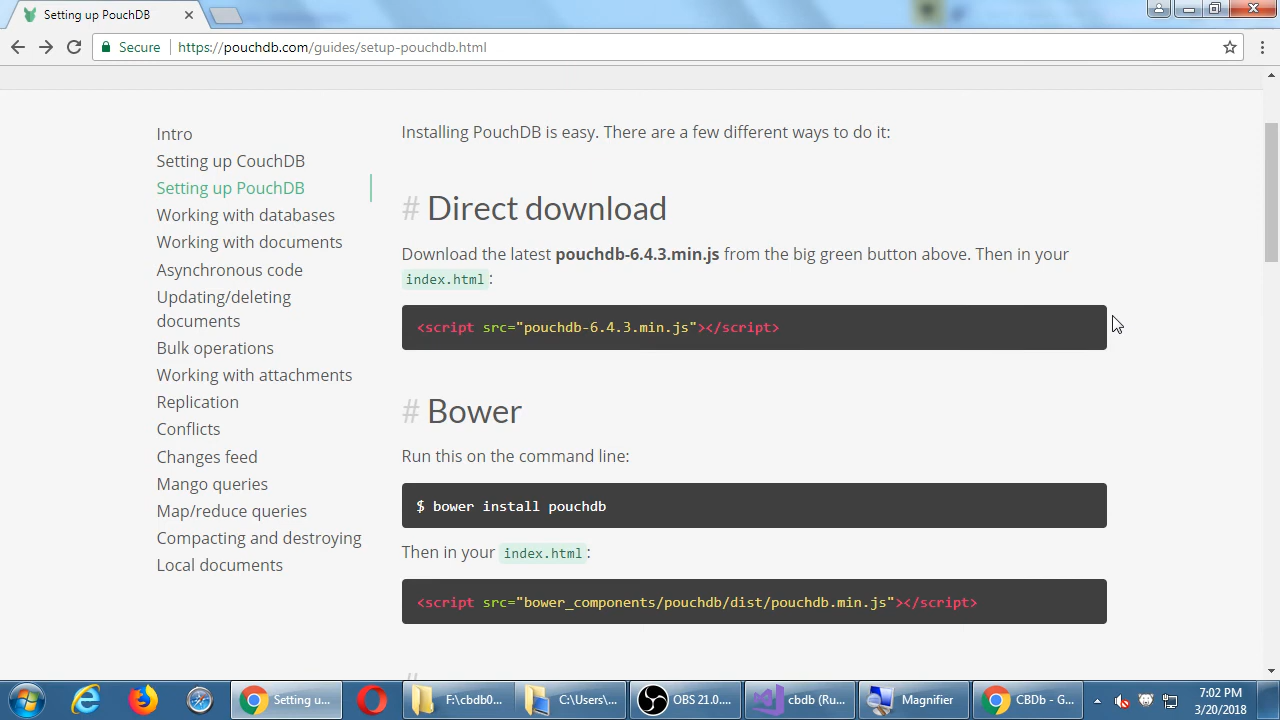 Setting up PouchDB
Secure
https://pouchdb.com/guides/setup-pouchdb.html
Intro
Setting up CouchDB
Setting up PouchDB
Working with databases
Working with documents
Asynchronous code
Updating/deleting
documents
Bulk operations
Working with attachments
Replication
Conflicts
Changes feed
Mango queries
Map/reduce queries
Compacting and destroying
Local documents
Installing PouchDB is easy. There are a few different ways to do it:
# Direct download
Download the latest pouchdb-6.4.3.min.js from the big green button above. Then in your
index.html:
<script src="pouchdb-6.4.3.min.js"></script>
# Bower
Run this on the command line:
$ bower install pouchdb
Then in your index.html:
<script src="bower_components/pouchdb/dist/pouchdb.min.js"></script>
#
Setting u...
F:\cbdb0...
C:\Users\...
OBS 21.0....
cbdb (Ru...
Magnifier
CBDb - G...
7:02 PM
3/20/2018